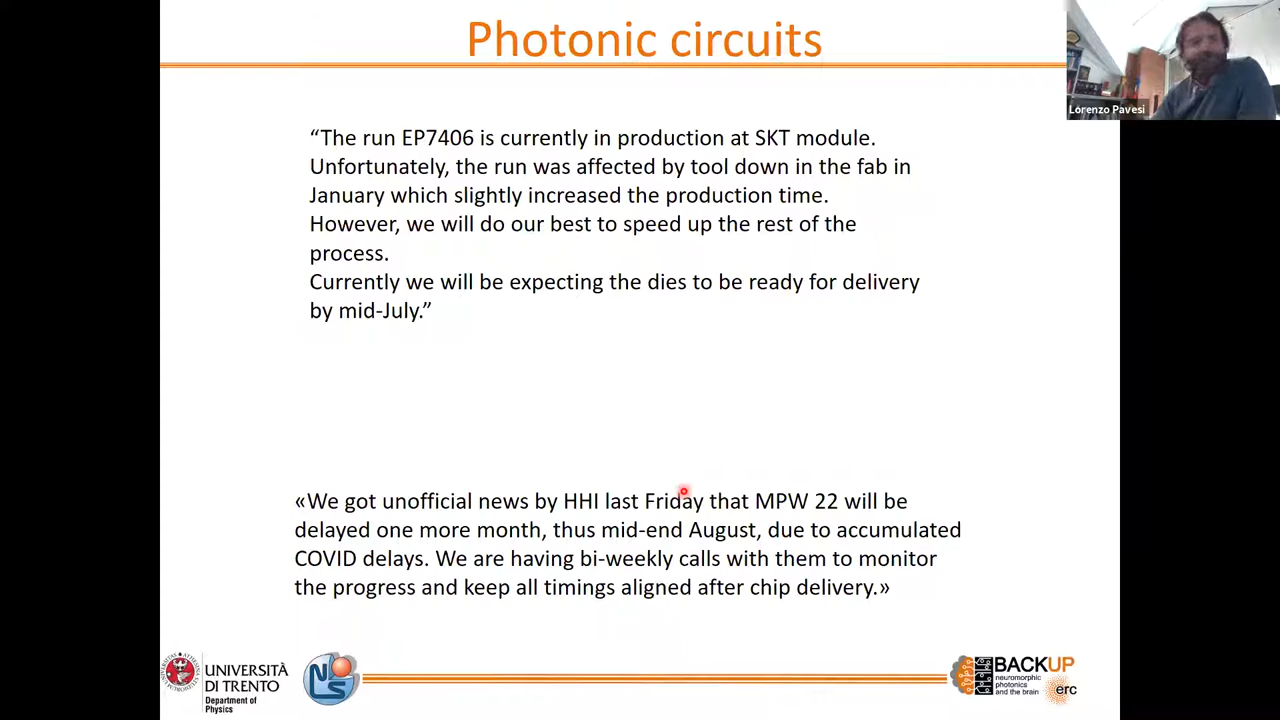 Photonic circuits
Lorenzo Pavesi
“The run EP7406 is currently in production at SKT module.
Unfortunately, the run was affected by tool down in the fab in
January which slightly increased the production time.
However, we will do our best to speed up the rest of the
process.
Currently we will be expecting the dies to be ready for delivery
by mid-July.”
«We got unofficial news by HHI last Friday that MPW 22 will be
delayed one more month, thus mid-end August, due to accumulated
COVID delays. We are having bi-weekly calls with them to monitor
the progress and keep all timings aligned after chip delivery.»
UNIVERSITÀ
DI TRENTO
Department of
Physics
NLS
BACKUP
neuromorphic
photonics
and the brain
erc